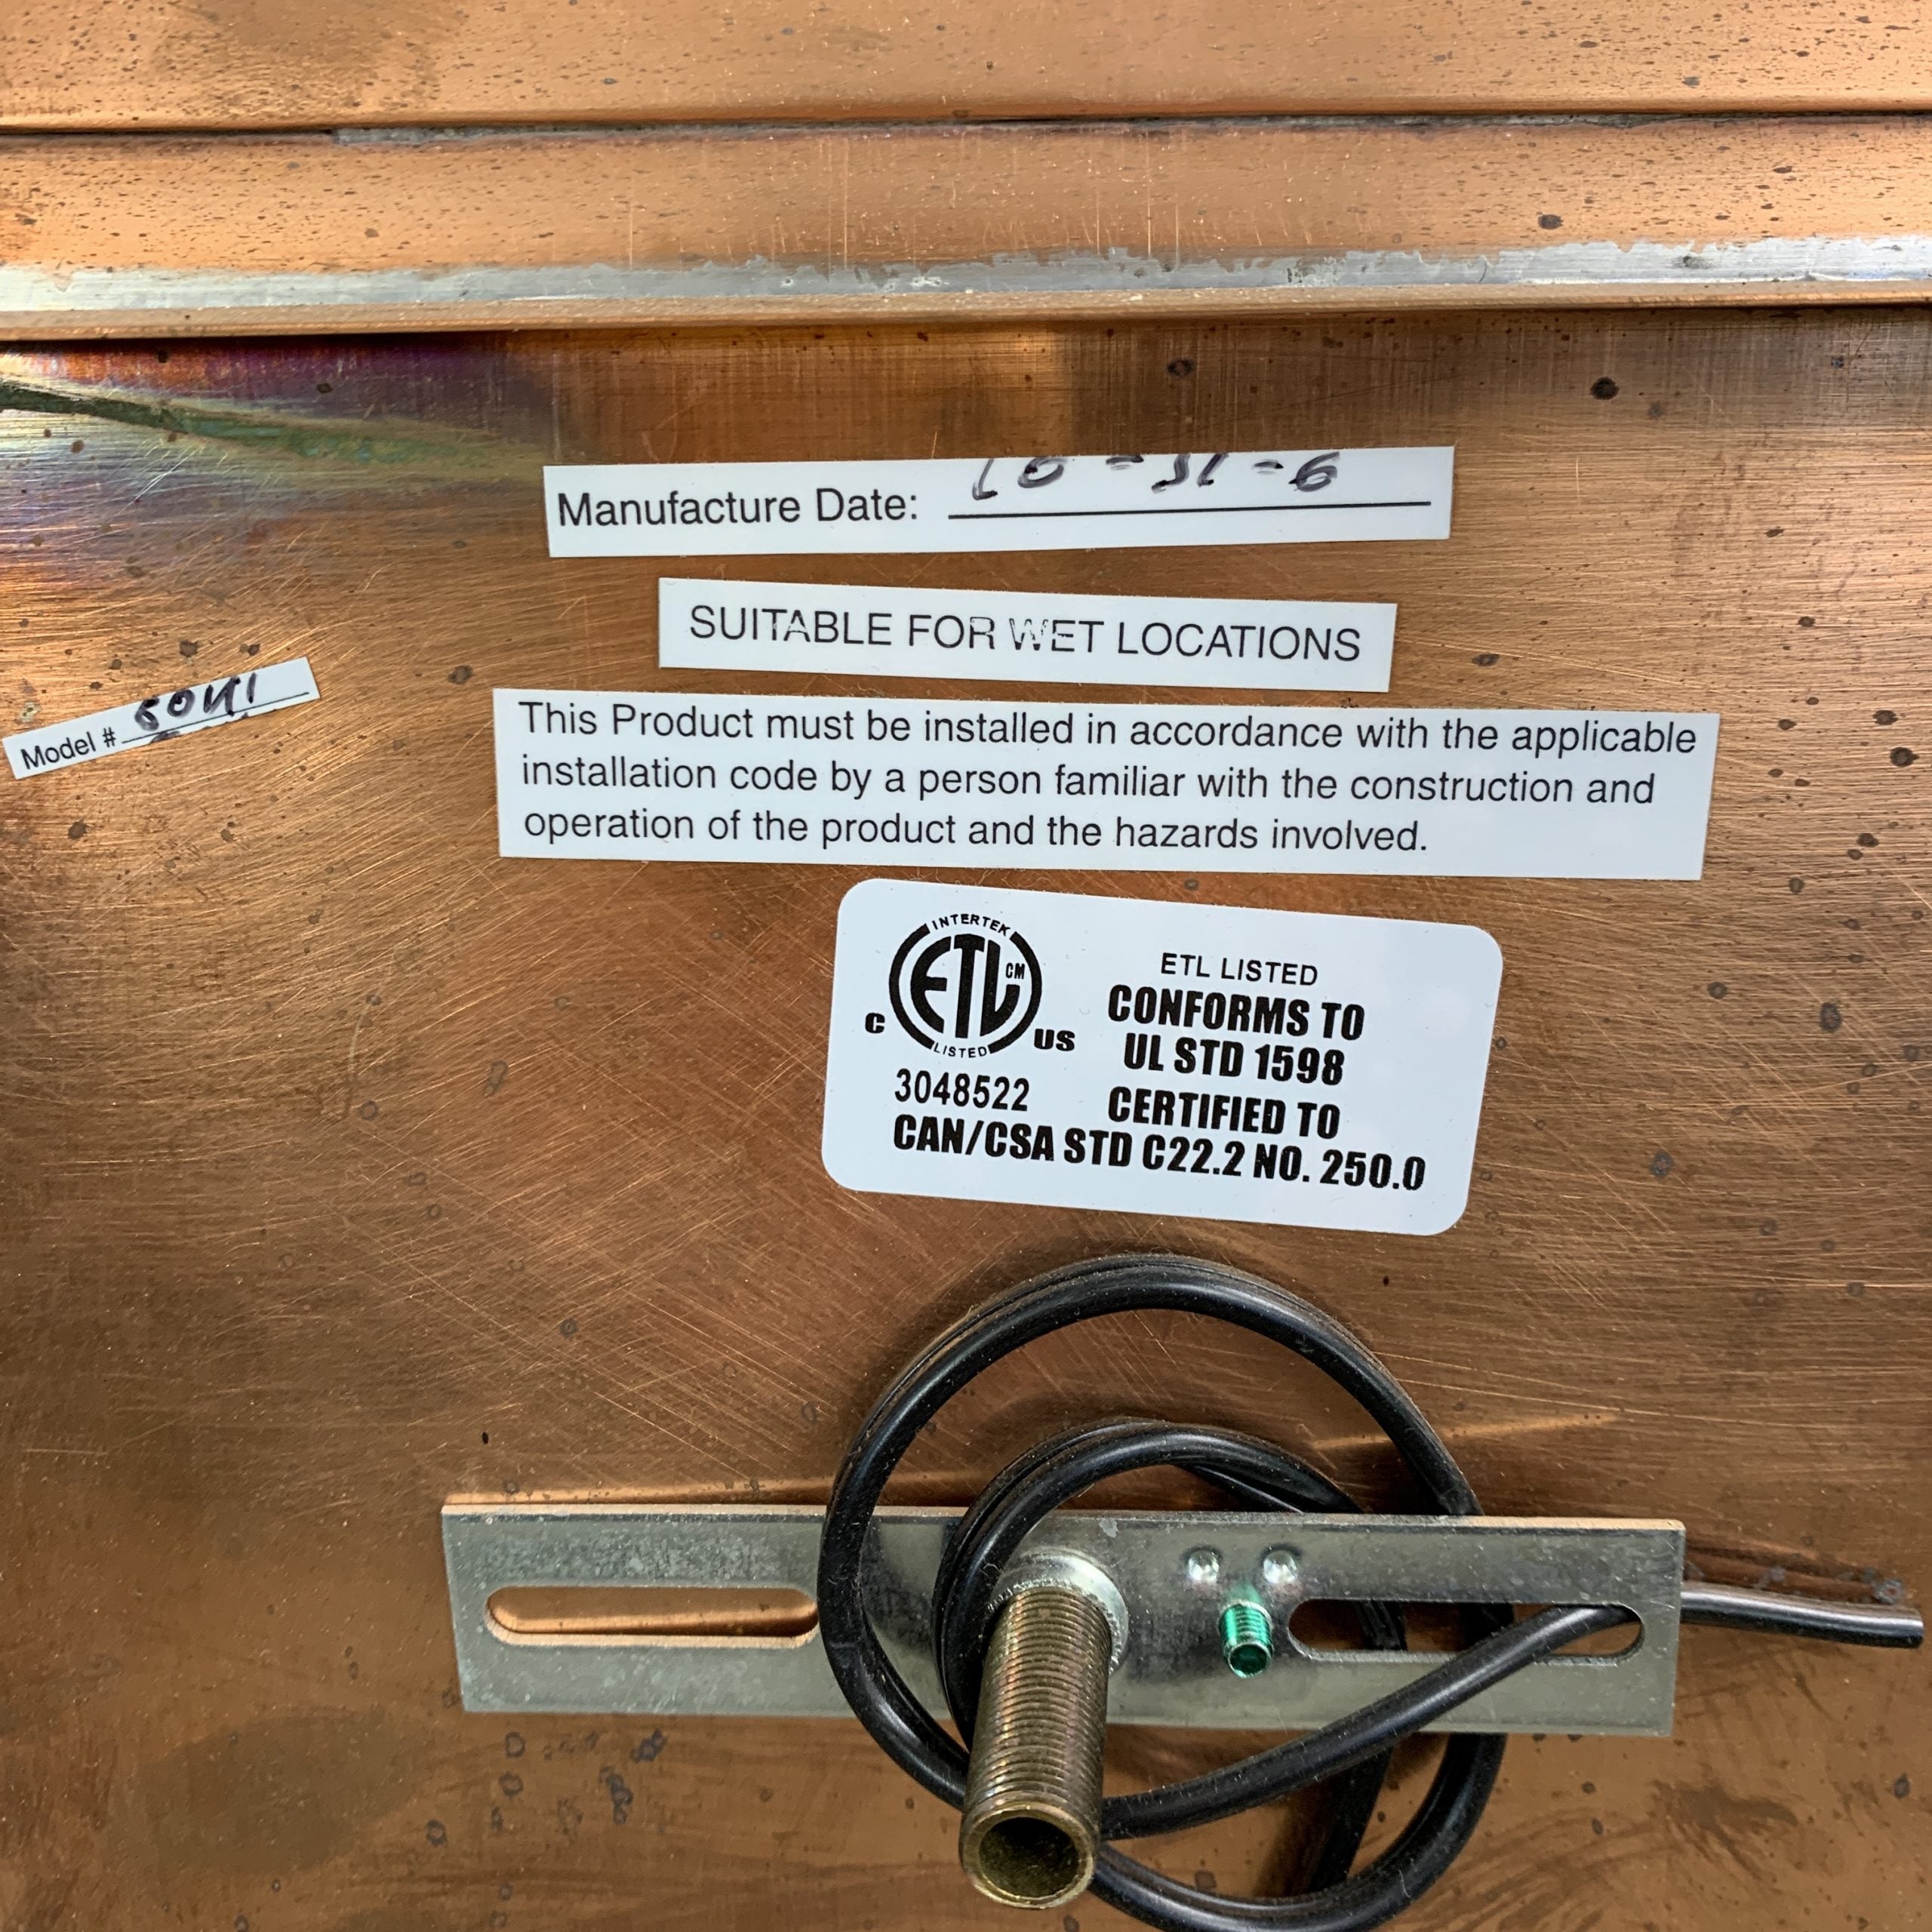 Manufacture Date:
SUITABLE FOR WET LOCATIONS
Model #
This Product must be installed in accordance with the applicable
installation code by a person familiar with the construction and
operation of the product and the hazards involved.
INTERTEK
ETL CM
C US
LISTED
3048522
ETL LISTED
CONFORMS TO
UL STD 1598
CERTIFIED TO
CAN/CSA STD C22.2 NO. 250.0